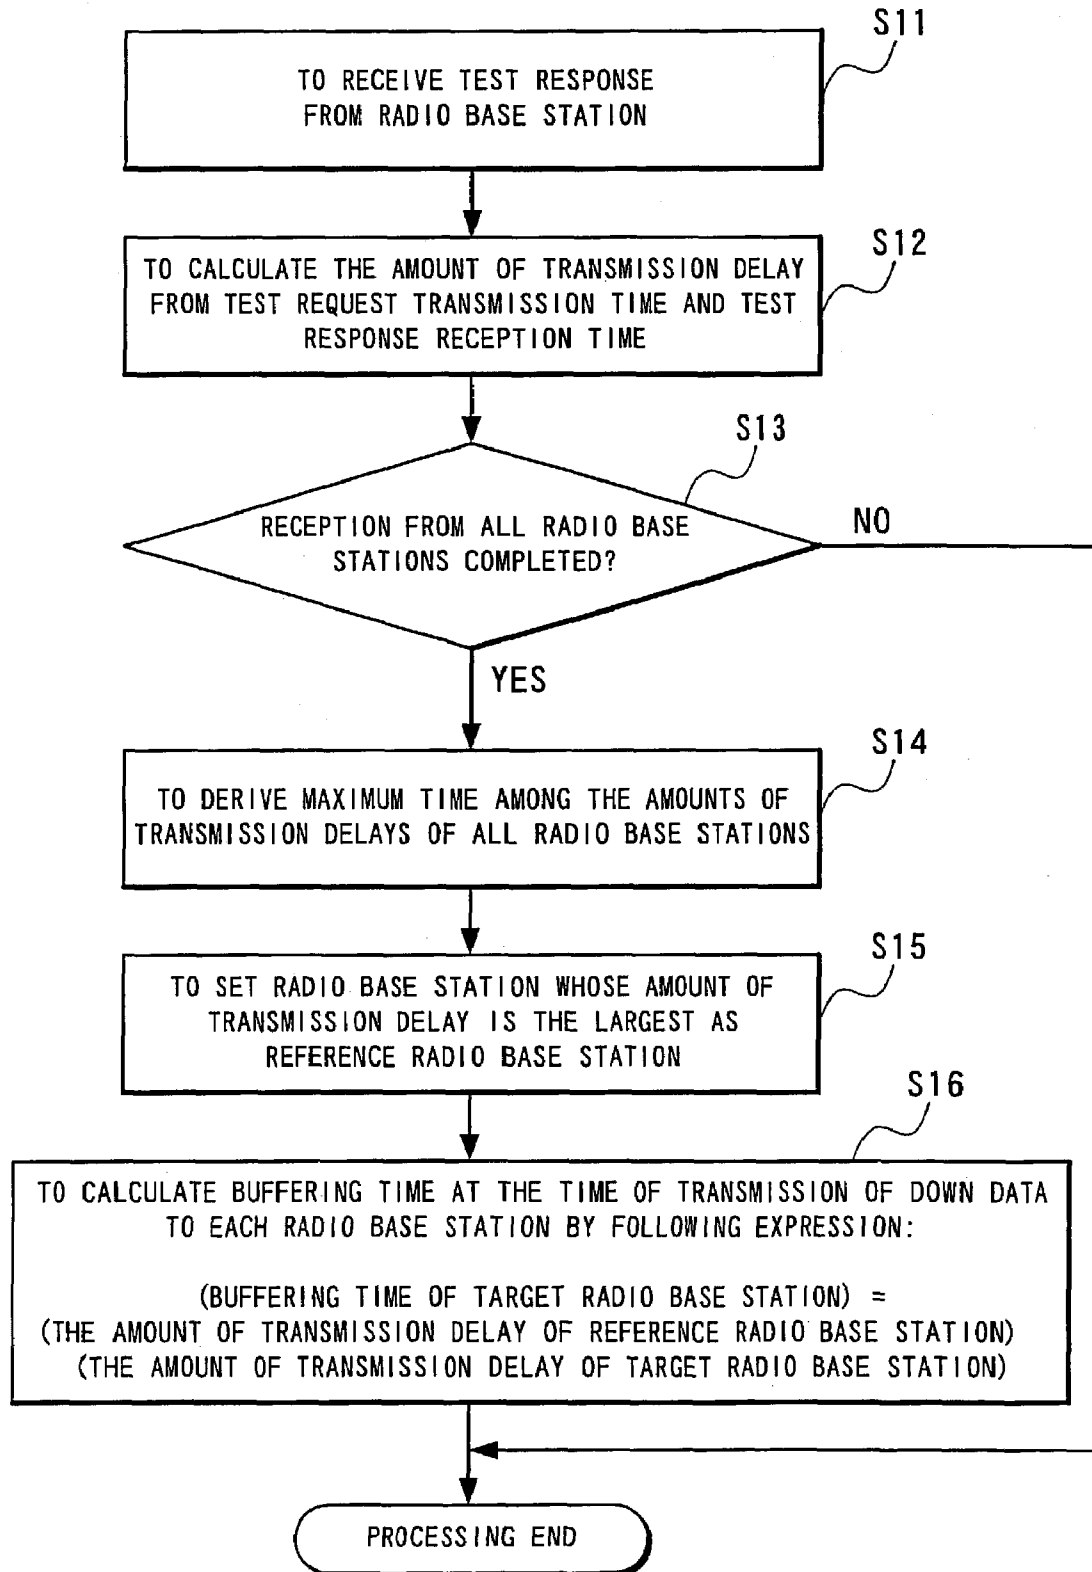 S11
TO RECEIVE TEST RESPONSE
FROM RADIO BASE STATION
S12
TO CALCULATE THE AMOUNT OF TRANSMISSION DELAY
FROM TEST REQUEST TRANSMISSION TIME AND TEST
RESPONSE RECEPTION TIME
S13
RECEPTION FROM ALL RADIO BASE
STATIONS COMPLETED?
NO
YES
S14
TO DERIVE MAXIMUM TIME AMONG THE AMOUNTS OF
TRANSMISSION DELAYS OF ALL RADIO BASE STATIONS
S15
TO SET RADIO BASE STATION WHOSE AMOUNT OF
TRANSMISSION DELAY IS THE LARGEST AS
REFERENCE RADIO BASE STATION
S16
TO CALCULATE BUFFERING TIME AT THE TIME OF TRANSMISSION OF DOWN DATA
TO EACH RADIO BASE STATION BY FOLLOWING EXPRESSION:
(BUFFERING TIME OF TARGET RADIO BASE STATION) =
(THE AMOUNT OF TRANSMISSION DELAY OF REFERENCE RADIO BASE STATION)
(THE AMOUNT OF TRANSMISSION DELAY OF TARGET RADIO BASE STATION)
PROCESSING END